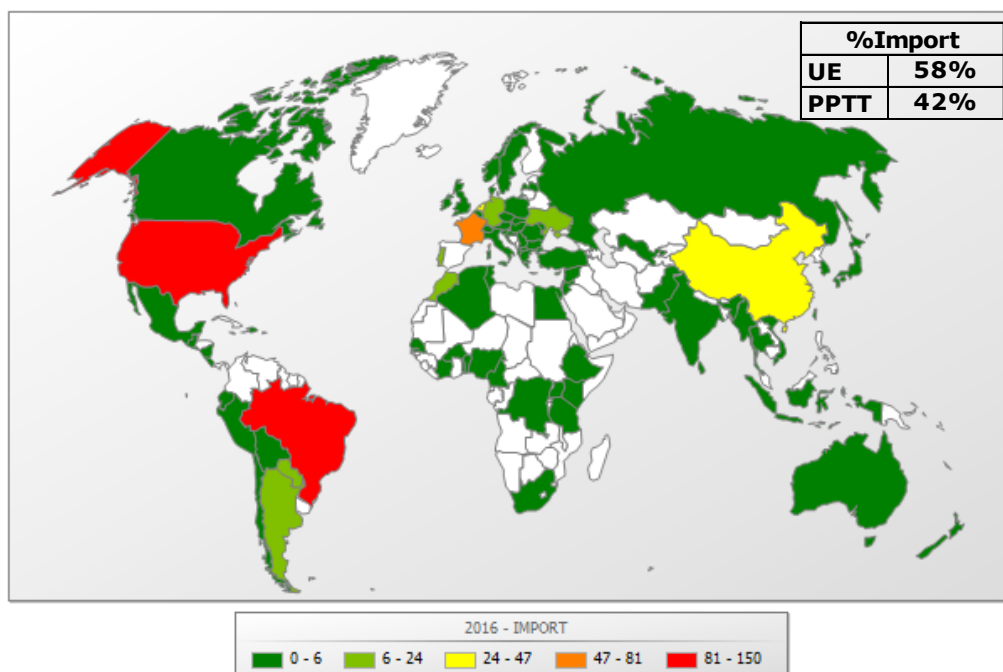 %Import
UE 58%
PPTT 42%
2016 - IMPORT
0 - 6 6 - 24 24 - 47 47 - 81 81 - 150